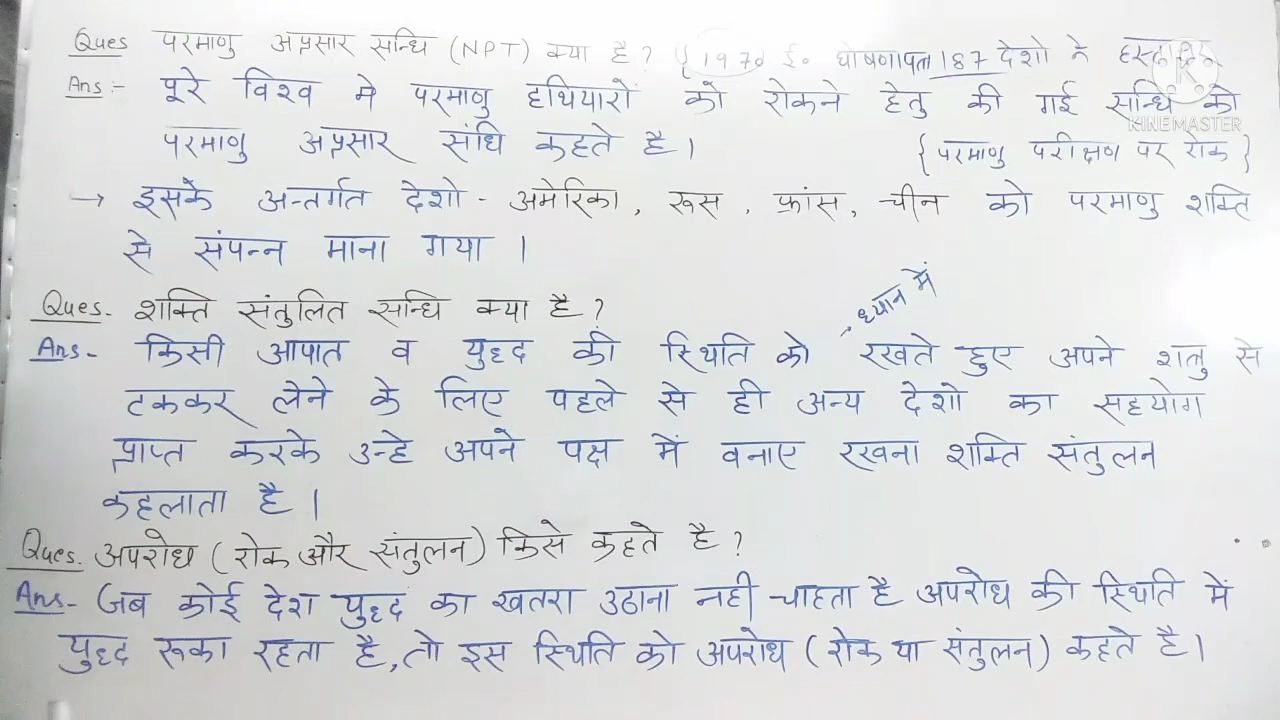 Ques परमाणु अप्रसार सन्धि (NPT) क्या है ? { 1970 ई० घोषणापत्र 187 देशो ने
Ans :- पूरे विश्व मे परमाणु हथियारों को रोकने हेतु की गई सन्धि को
KINEMASTER
परमाणु अप्रसार संधि कहते है। {परमाणु परीक्षण पर रोक}
→ इसके अन्तर्गत देशो - अमेरिका, रूस, फ्रांस, चीन को परमाणु शक्ति
से संपन्न माना गया ।
Ques. शक्ति संतुलित सन्धि क्या है ?
ध्यान में
Ans - किसी आपात व युद्द की स्थिति को रखते हुए अपने शत्रु से
टककर लेने के लिए पहले से ही अन्य देशो का सहयोग
प्राप्त करके उन्हे अपने पक्ष में वनाए रखना शक्ति संतुलन
कहलाता है ।
Ques. अपरोध (रोक और संतुलन) किसे कहते है ?
Ans - (जब कोई देश युद्द का खतरा उठाना नही चाहता है अपरोध की स्थिति में
युद्द रूका रहता है, तो इस स्थिति को अपरोध (रोक या संतुलन) कहते है।